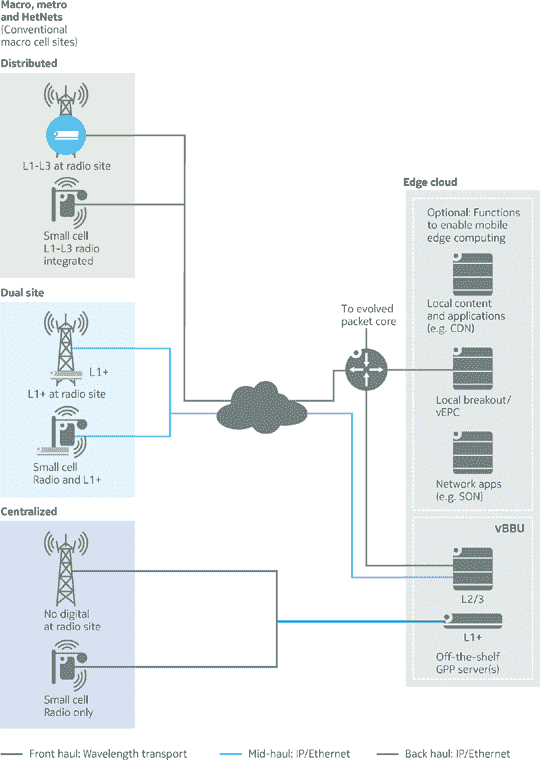 Macro, metro
and HetNets
(Conventional
macro cell sites)
Distributed
L1-L3 at radio site
Small cell
L1-L3 radio
integrated
Dual site
L1+
L1+ at radio site
Small cell
Radio and L1+
Centralized
No digital
at radio site
Small cell
Radio only
To evolved
packet core
Edge cloud
Optional: Functions
to enable mobile
edge computing
Local content
and applications
(e.g. CDN)
Local breakout/
vEPC
Network apps
(e.g. SON)
vBBU
L2/3
L1+
Off-the-shelf
GPP server(s)
Front haul: Wavelength transport
Mid-haul: IP/Ethernet
Back haul: IP/Ethernet